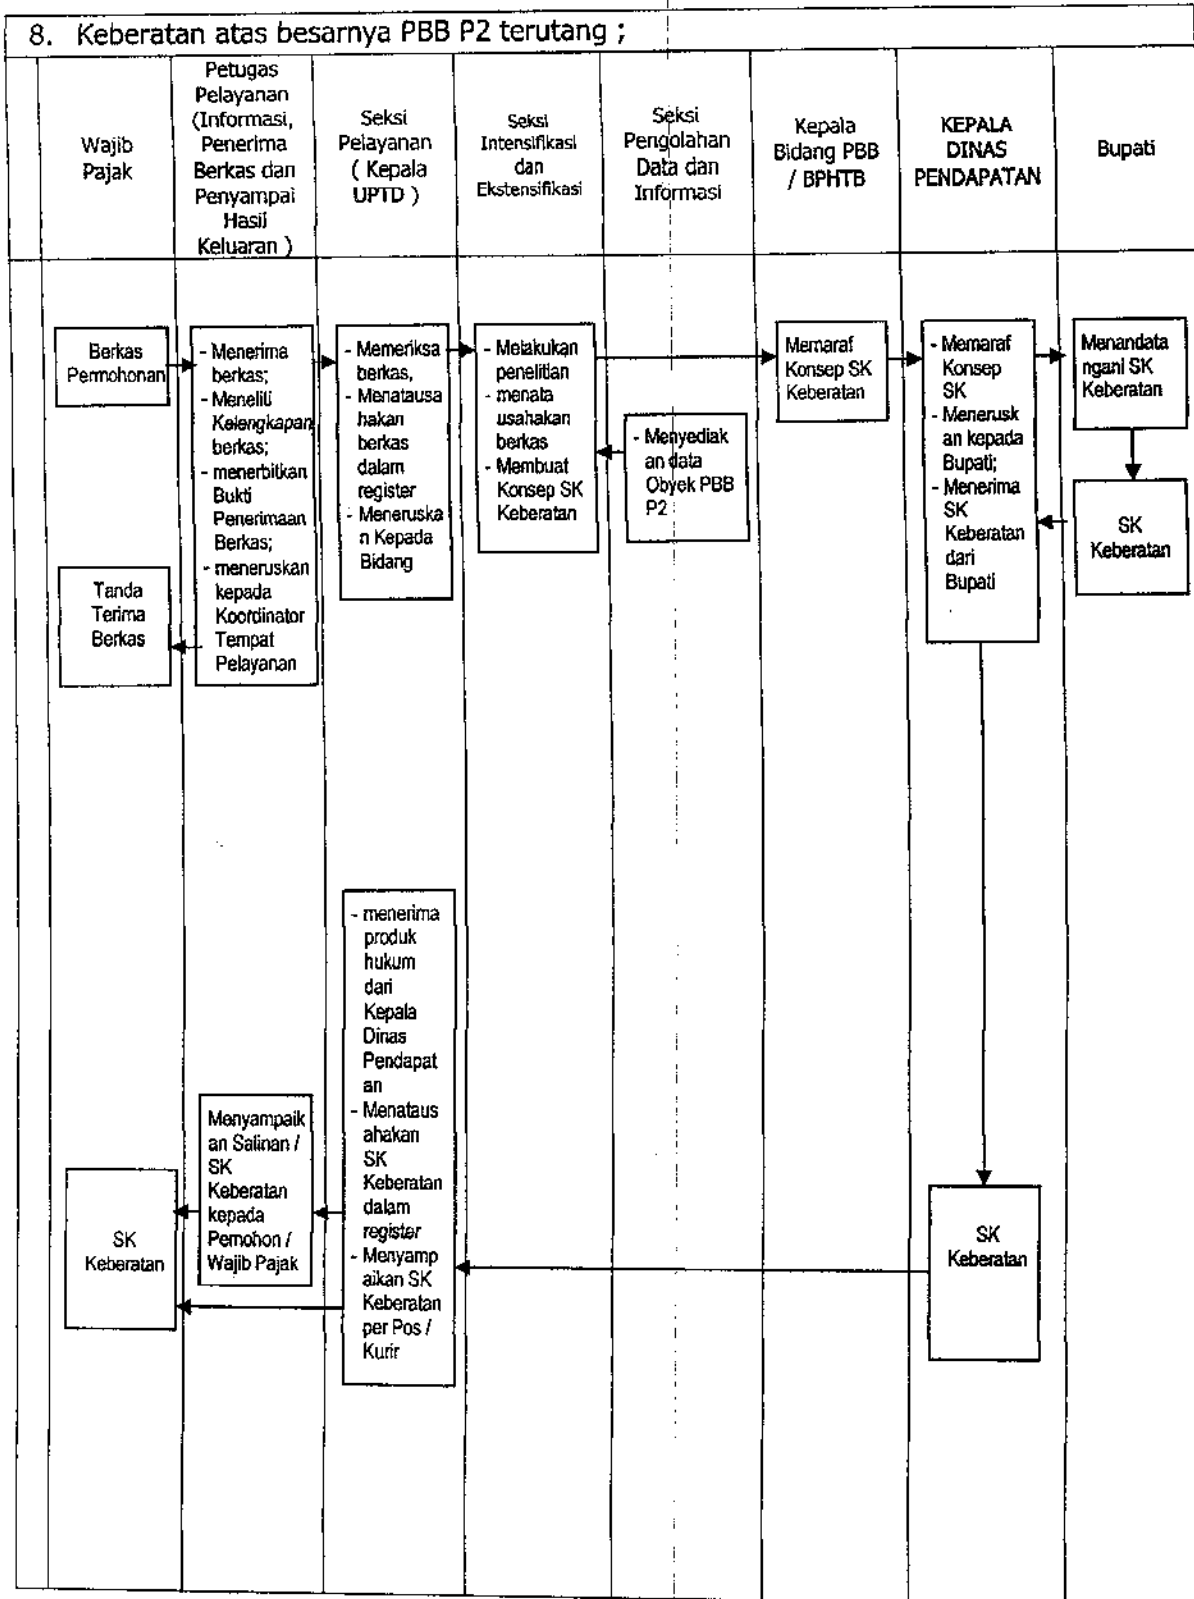 8. Keberatan atas besarnya PBB P2 terutang ;
Wajib
Pajak
Petugas
Pelayanan
(Informasi,
Penerima
Berkas dan
Penyampai
Hasil
Keluaran )
Seksi
Pelayanan
( Kepala
UPTD )
Seksi
Intensifikasi
dan
Ekstensifikasi
Seksi
Pengolahan
Data dan
Informasi
Kepala
Bidang PBB
/ BPHTB
KEPALA
DINAS
PENDAPATAN
Bupati
Berkas
Permohonan
- Menerima
berkas;
- Meneliti
Kelengkapan
berkas;
- menerbitkan
Bukti
Penerimaan
Berkas;
- meneruskan
kepada
Koordinator
Tempat
Pelayanan
- Memeriksa
berkas,
- Menatausa
hakan
berkas
dalam
register
- Meneruska
n Kepada
Bidang
- Melakukan
penelitian
- menata
usahakan
berkas
- Membuat
Konsep SK
Keberatan
- Menyediak
an data
Obyek PBB
P2
Memaraf
Konsep SK
Keberatan
- Memaraf
Konsep
SK
- Menerusk
an kepada
Bupati;
- Menerima
SK
Keberatan
dari
Bupati
Menandata
ngani SK
Keberatan
SK
Keberatan
Tanda
Terima
Berkas
- menerima
produk
hukum
dari
Kepala
Dinas
Pendapat
an
- Menataus
ahakan
SK
Keberatan
dalam
register
- Menyamp
aikan SK
Keberatan
per Pos /
Kurir
Menyampaik
an Salinan /
SK
Keberatan
kepada
Pemohon /
Wajib Pajak
SK
Keberatan
SK
Keberatan